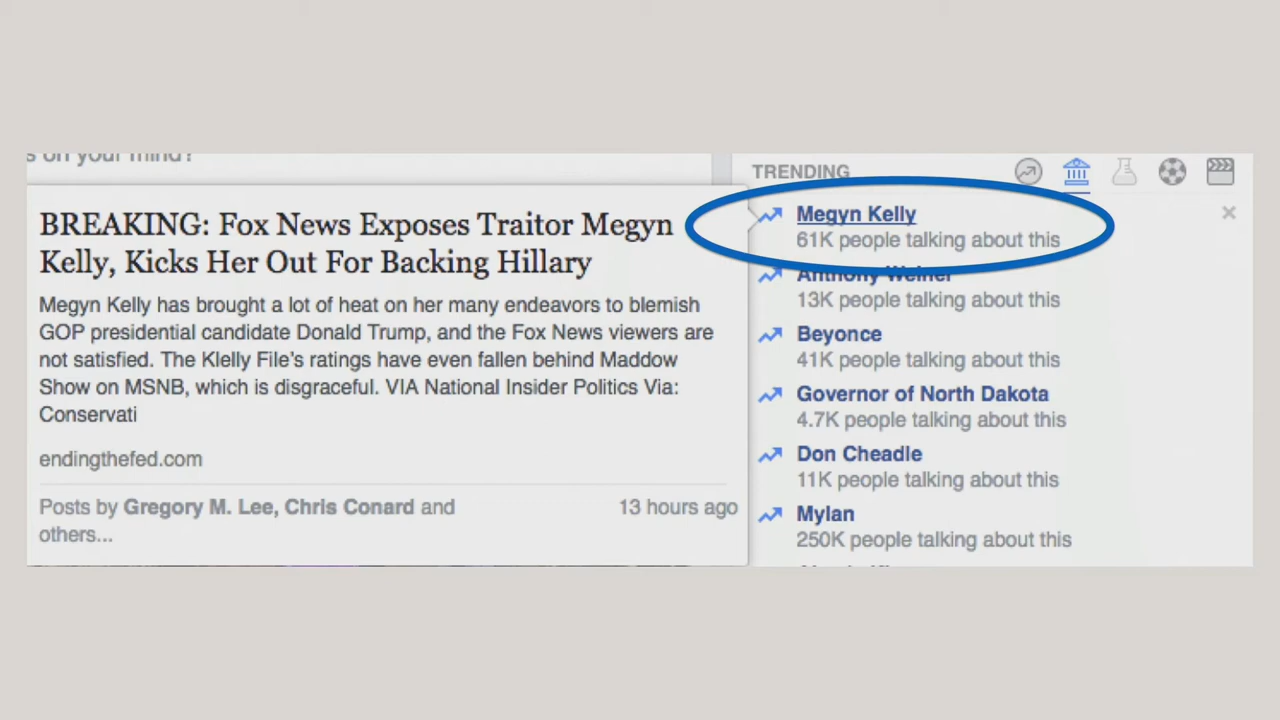 s on your mind?
BREAKING: Fox News Exposes Traitor Megyn
Kelly, Kicks Her Out For Backing Hillary
Megyn Kelly has brought a lot of heat on her many endeavors to blemish
GOP presidential candidate Donald Trump, and the Fox News viewers are
not satisfied. The Klelly File's ratings have even fallen behind Maddow
Show on MSNB, which is disgraceful. VIA National Insider Politics Via:
Conservati
endingthefed.com
Posts by Gregory M. Lee, Chris Conard and
others...
13 hours ago
TRENDING
Megyn Kelly
61K people talking about this
Anthony Weiner
13K people talking about this
Beyonce
41K people talking about this
Governor of North Dakota
4.7K people talking about this
Don Cheadle
11K people talking about this
Mylan
250K people talking about this